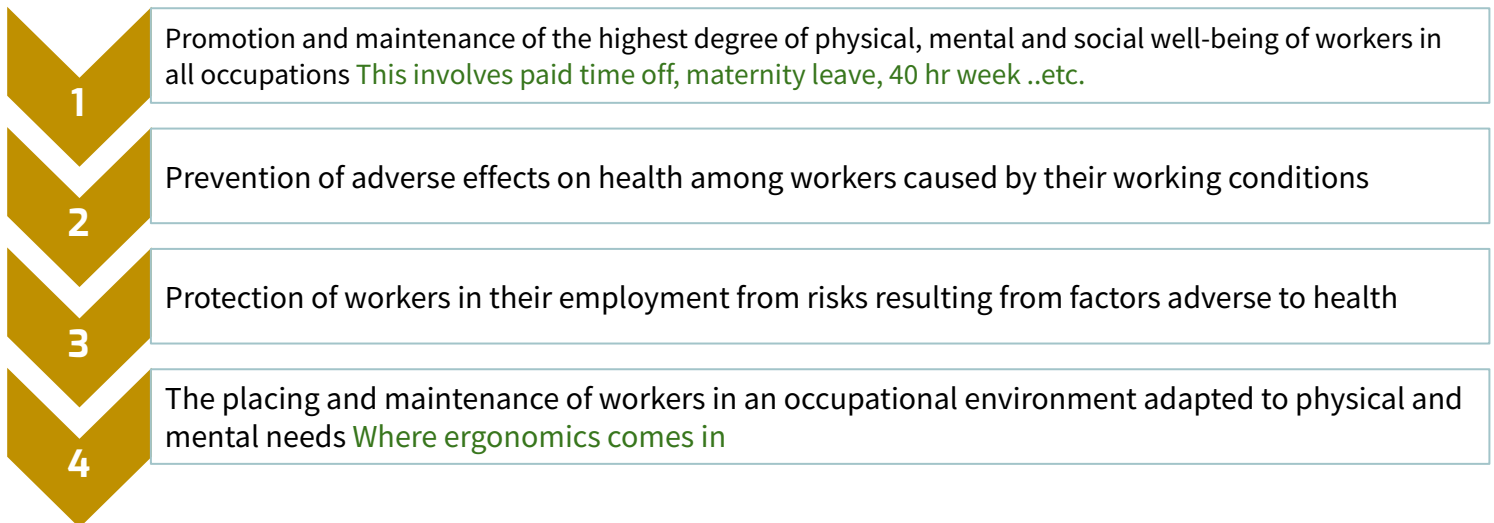 1
Promotion and maintenance of the highest degree of physical, mental and social well-being of workers in
all occupations This involves paid time off, maternity leave, 40 hr week ..etc.
2
Prevention of adverse effects on health among workers caused by their working conditions
3
Protection of workers in their employment from risks resulting from factors adverse to health
4
The placing and maintenance of workers in an occupational environment adapted to physical and
mental needs Where ergonomics comes in